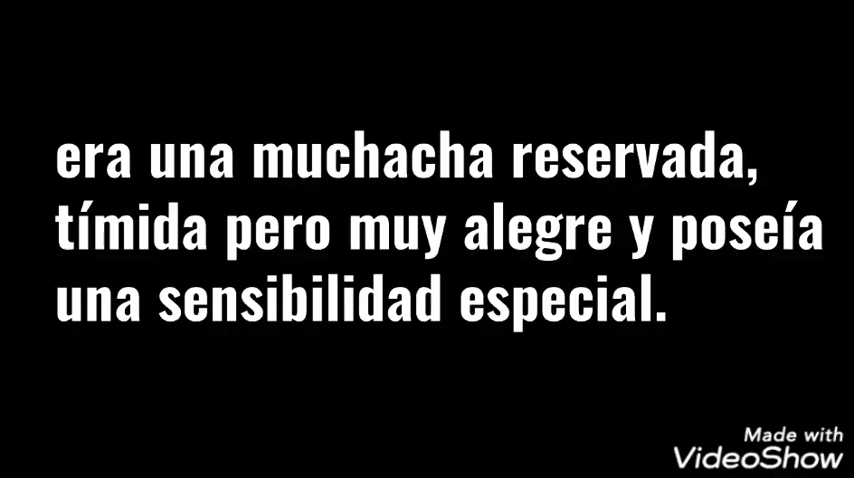 era una muchacha reservada,
tímida pero muy alegre y poseía
una sensibilidad especial.
Made with
VideoShow